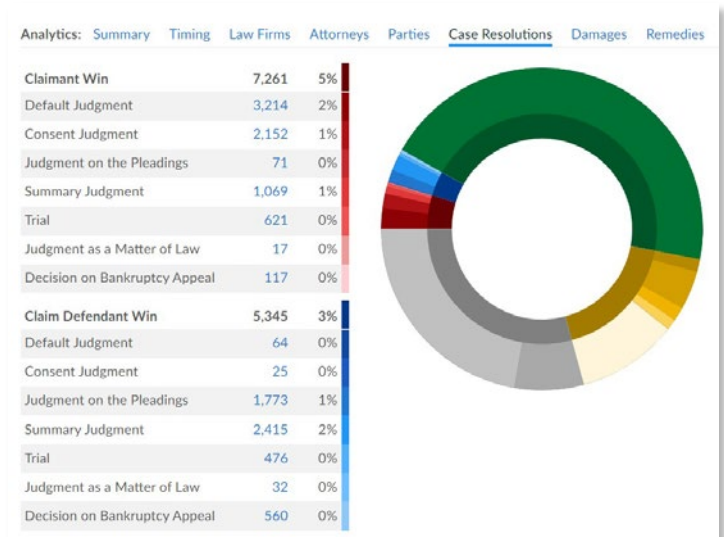 Analytics: Summary Timing Law Firms Attorneys Parties Case Resolutions Damages Remedies
Claimant Win 7,261 5%
Default Judgment 3,214 2%
Consent Judgment 2,152 1%
Judgment on the Pleadings 71 0%
Summary Judgment 1,069 1%
Trial 621 0%
Judgment as a Matter of Law 17 0%
Decision on Bankruptcy Appeal 117 0%
Claim Defendant Win 5,345 3%
Default Judgment 64 0%
Consent Judgment 25 0%
Judgment on the Pleadings 1,773 1%
Summary Judgment 2,415 2%
Trial 476 0%
Judgment as a Matter of Law 32 0%
Decision on Bankruptcy Appeal 560 0%